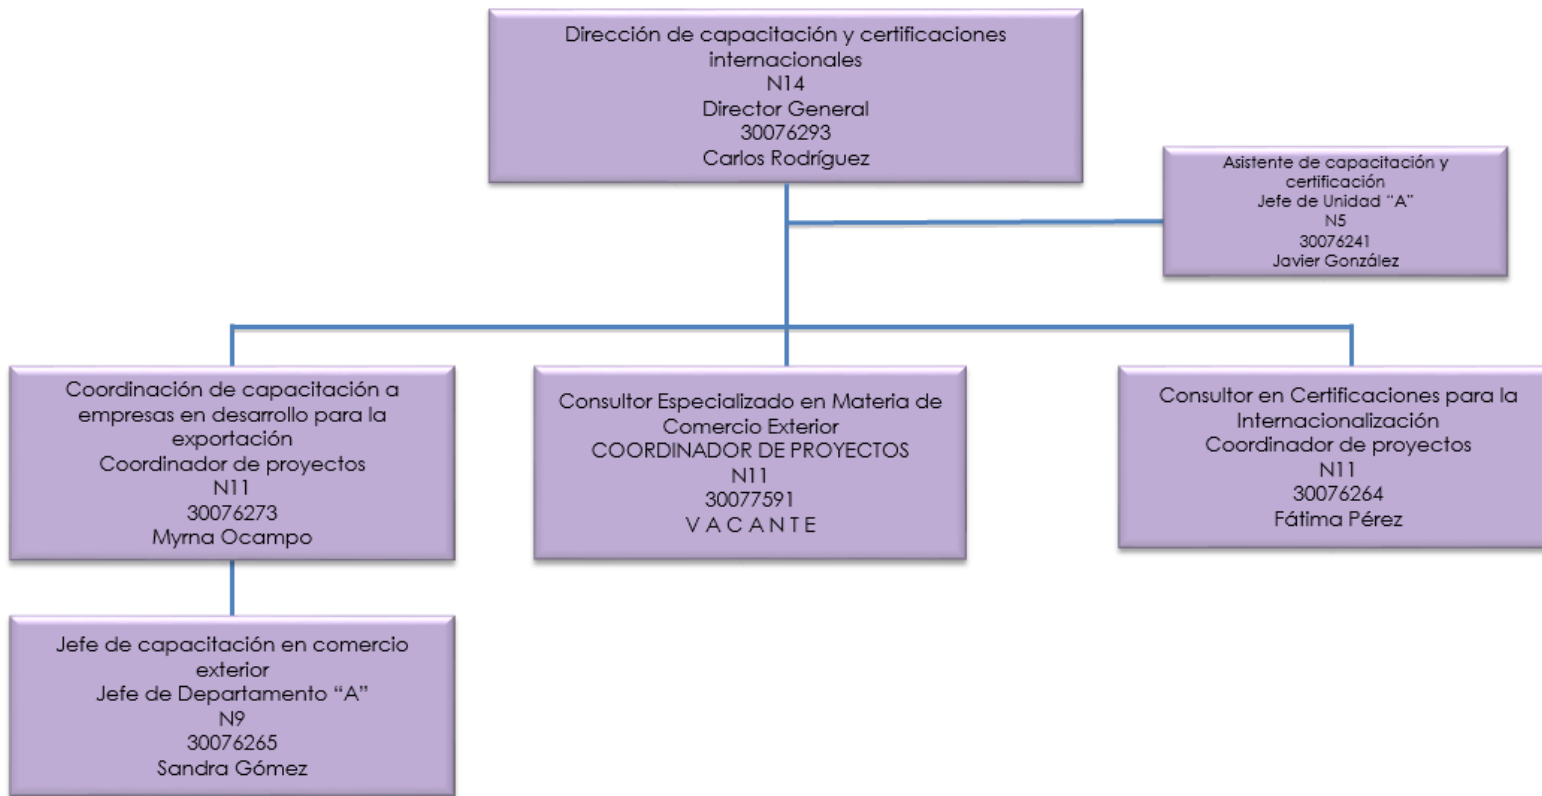 Dirección de capacitación y certificaciones
internacionales
N14
Director General
30076293
Carlos Rodríguez
Asistente de capacitación y
certificación
Jefe de Unidad “A”
N5
30076241
Javier González
Coordinación de capacitación a
empresas en desarrollo para la
exportación
Coordinador de proyectos
N11
30076273
Myrna Ocampo
Consultor Especializado en Materia de
Comercio Exterior
COORDINADOR DE PROYECTOS
N11
30077591
V A C A N T E
Consultor en Certificaciones para la
Internacionalización
Coordinador de proyectos
N11
30076264
Fátima Pérez
Jefe de capacitación en comercio
exterior
Jefe de Departamento “A”
N9
30076265
Sandra Gómez